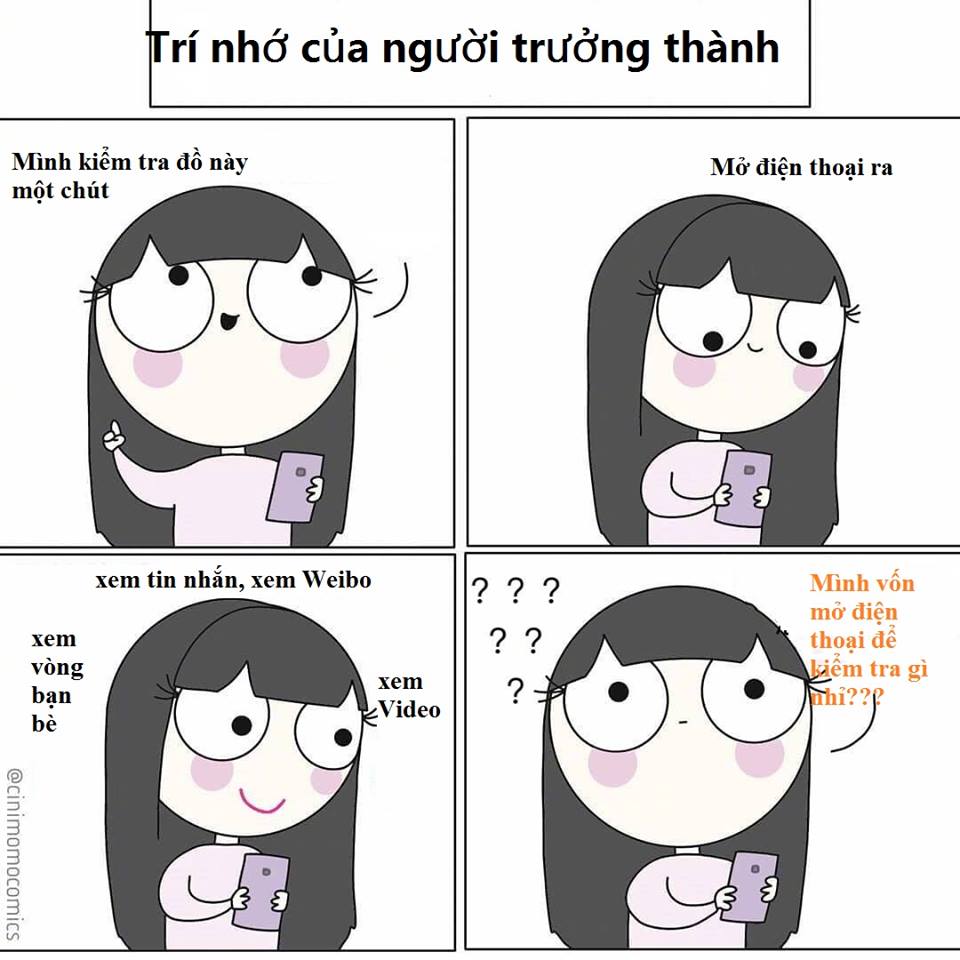 Trí nhớ của người trưởng thành
Mình kiểm tra đồ này
một chút
Mở điện thoại ra
xem tin nhắn, xem Weibo
xem
vòng
bạn
bè
xem
Video
? ? ?
? ?
?
Mình vốn
mở điện
thoại để
kiểm tra gì
nhỉ???
@cinimomocomics